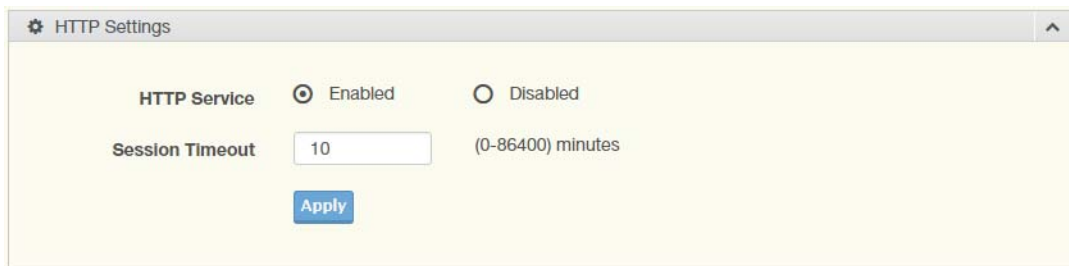 HTTP Settings
HTTP Service Enabled Disabled
Session Timeout 10 (0-86400) minutes
Apply